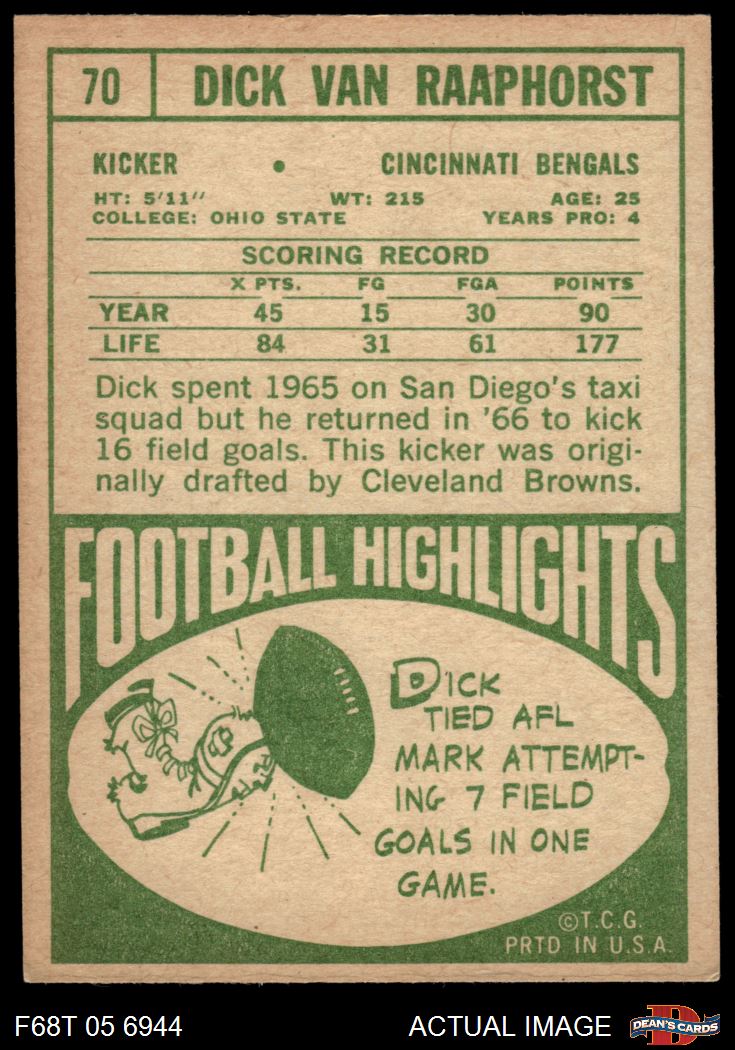 70 DICK VAN RAAPHORST
KICKER • CINCINNATI BENGALS
HT: 5'11" WT: 215 AGE: 25
COLLEGE: OHIO STATE YEARS PRO: 4
SCORING RECORD
X PTS. FG FGA POINTS
YEAR 45 15 30 90
LIFE 84 31 61 177
Dick spent 1965 on San Diego's taxi
squad but he returned in '66 to kick
16 field goals. This kicker was origi-
nally drafted by Cleveland Browns.
FOOTBALL HIGHLIGHTS
DICK
TIED AFL
MARK ATTEMPT-
ING 7 FIELD
GOALS IN ONE
GAME.
©T.C.G.
PRTD IN U.S.A.
F68T 05 6944 ACTUAL IMAGE DEAN'S CARDS